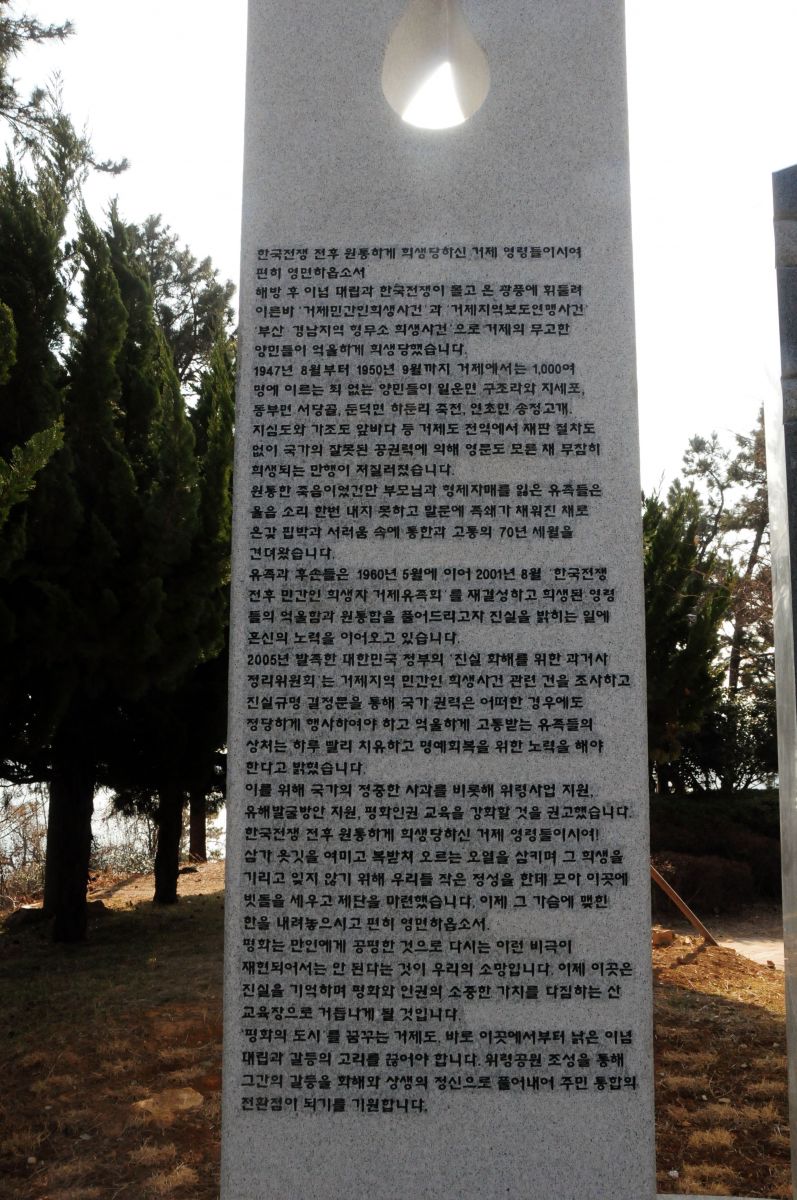 한국전쟁 전후 원통하게 희생당하신 거제 영령들이시여
편히 영면하옵소서
해방 후 이념 대립과 한국전쟁이 몰고 온 광풍에 휘둘려
이른바 '거제민간인희생사건'과 '거제지역보도연맹사건'
'부산 경남지역 형무소 희생사건'으로 거제의 무고한
양민들이 억울하게 희생당했습니다.
1947년 8월부터 1950년 9월까지 거제에서는 1,000여
명에 이르는 죄 없는 양민들이 일운면 구조라와 지세포,
동부면 서당골, 둔덕면 하둔리 죽전, 연초면 송정고개,
지심도와 가조도 앞바다 등 거제도 전역에서 재판 절차도
없이 국가의 잘못된 공권력에 의해 영문도 모른 채 무참히
희생되는 만행이 저질러졌습니다.
원통한 죽음이었건만 부모님과 형제자매를 잃은 유족들은
울음 소리 한번 내지 못하고 말문에 족쇄가 채워진 채로
온갖 핍박과 서러움 속에 통한과 고통의 70년 세월을
견뎌왔습니다.
유족과 후손들은 1960년 5월에 이어 2001년 8월 '한국전쟁
전후 민간인 희생자 거제유족회'를 재결성하고 희생된 영령
들의 억울함과 원통함을 풀어드리고자 진실을 밝히는 일에
혼신의 노력을 이어오고 있습니다.
2005년 발족한 대한민국 정부의 '진실 화해를 위한 과거사
정리위원회'는 거제지역 민간인 희생사건 관련 건을 조사하고
진실규명 결정문을 통해 국가 권력은 어떠한 경우에도
정당하게 행사하여야 하고 억울하게 고통받는 유족들의
상처는 하루 빨리 치유하고 명예회복을 위한 노력을 해야
한다고 밝혔습니다.
이를 위해 국가의 정중한 사과를 비롯해 위령사업 지원,
유해발굴방안 지원, 평화인권 교육을 강화할 것을 권고했습니다.
한국전쟁 전후 원통하게 희생당하신 거제 영령들이시여!
삼가 옷깃을 여미고 복받쳐 오르는 오열을 삼키며 그 희생을
기리고 잊지 않기 위해 우리들 작은 정성을 한데 모아 이곳에
빗돌을 세우고 제단을 마련했습니다. 이제 그 가슴에 맺힌
한을 내려놓으시고 편히 영면하옵소서.
평화는 만인에게 공평한 것으로 다시는 이런 비극이
재현되어서는 안 된다는 것이 우리의 소망입니다. 이제 이곳은
진실을 기억하며 평화와 인권의 소중한 가치를 다짐하는 산
교육장으로 거듭나게 될 것입니다.
'평화의 도시'를 꿈꾸는 거제도, 바로 이곳에서부터 낡은 이념
대립과 갈등의 고리를 끊어야 합니다. 위령공원 조성을 통해
그간의 갈등을 화해와 상생의 정신으로 풀어내어 주민 통합의
전환점이 되기를 기원합니다.